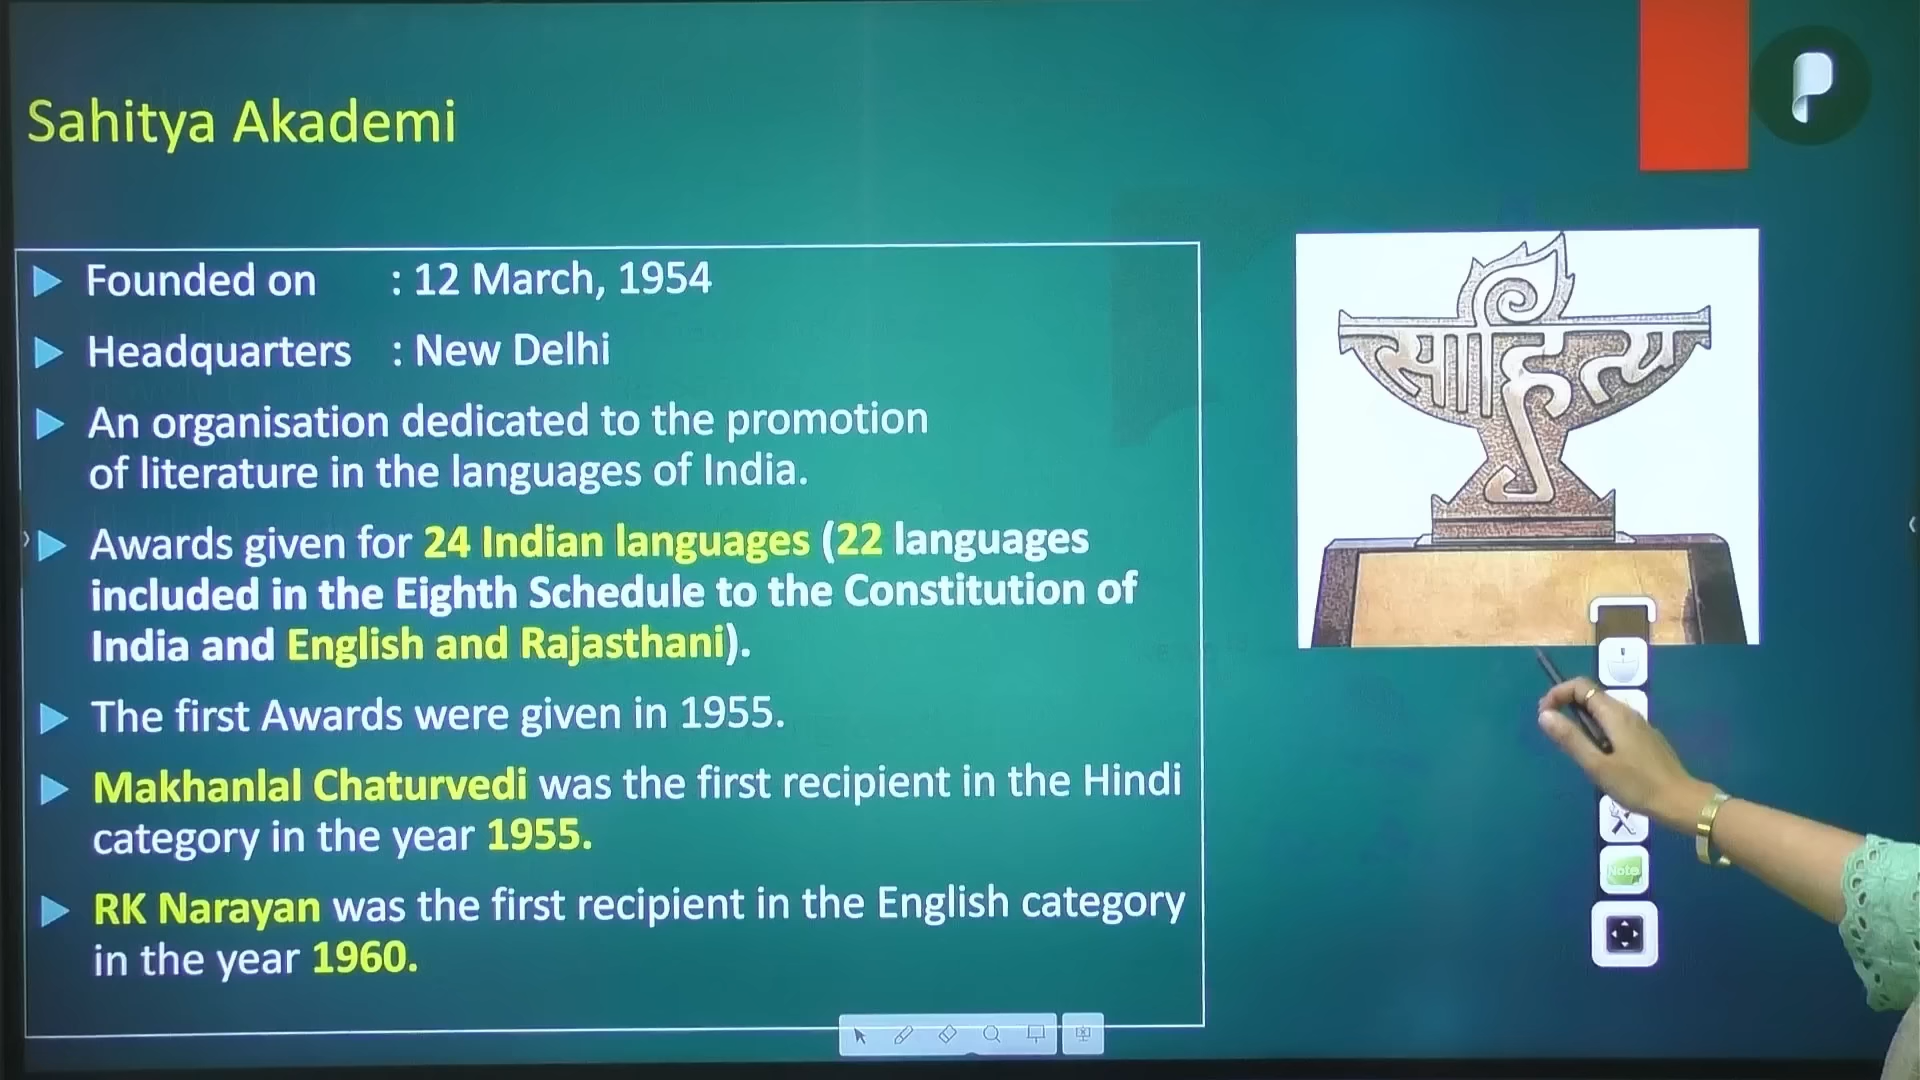 Sahitya Akademi
Founded on : 12 March, 1954
Headquarters : New Delhi
An organisation dedicated to the promotion
of literature in the languages of India.
Awards given for 24 Indian languages (22 languages
included in the Eighth Schedule to the Constitution of
India and English and Rajasthani).
The first Awards were given in 1955.
Makhanlal Chaturvedi was the first recipient in the Hindi
category in the year 1955.
RK Narayan was the first recipient in the English category
in the year 1960.
साहित्य
Note